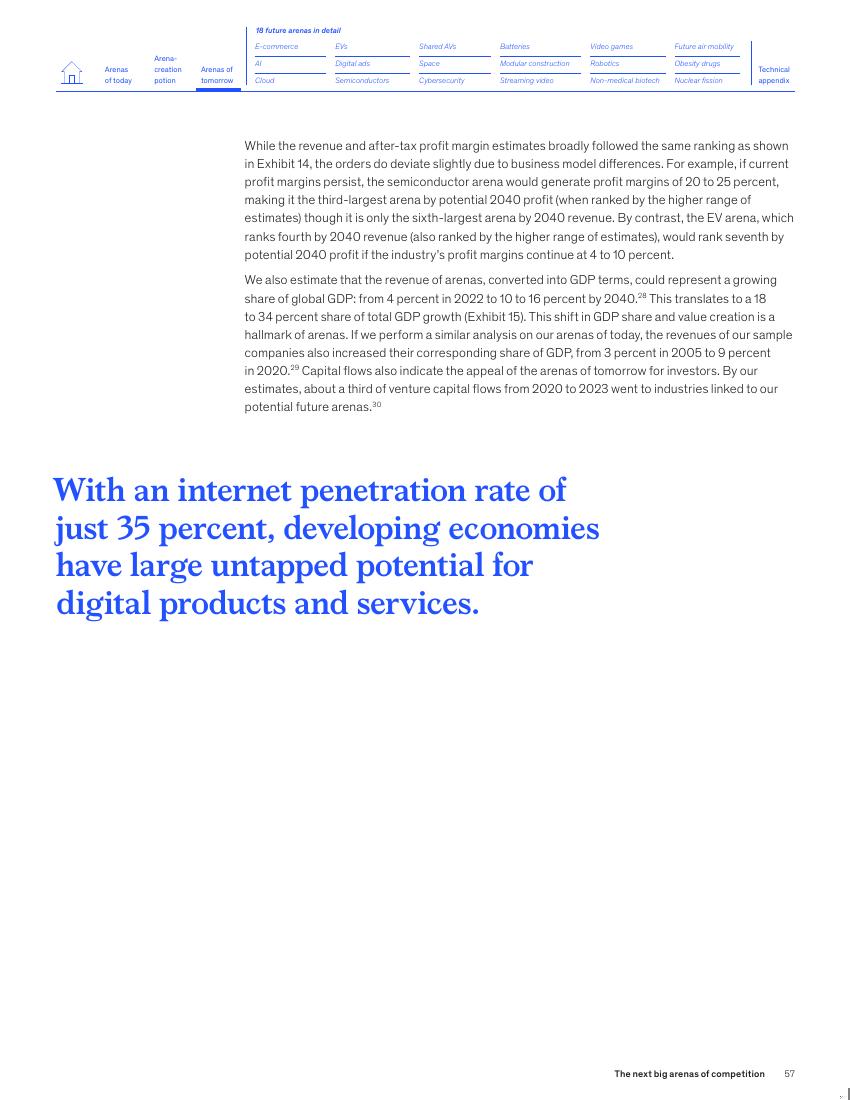 18 future arenas in detail
Arenas
of today
Arena-
creation
potion
Arenas of
tomorrow
E-commerce
EVs
Shared AVs
Batteries
Video games
Future air mobility
AI
Digital ads
Space
Modular construction
Robotics
Obesity drugs
Cloud
Semiconductors
Cybersecurity
Streaming video
Non-medical biotech
Nuclear fission
Technical
appendix
While the revenue and after-tax profit margin estimates broadly followed the same ranking as shown
in Exhibit 14, the orders do deviate slightly due to business model differences. For example, if current
profit margins persist, the semiconductor arena would generate profit margins of 20 to 25 percent,
making it the third-largest arena by potential 2040 profit (when ranked by the higher range of
estimates) though it is only the sixth-largest arena by 2040 revenue. By contrast, the EV arena, which
ranks fourth by 2040 revenue (also ranked by the higher range of estimates), would rank seventh by
potential 2040 profit if the industry's profit margins continue at 4 to 10 percent.
We also estimate that the revenue of arenas, converted into GDP terms, could represent a growing
share of global GDP: from 4 percent in 2022 to 10 to 16 percent by 2040.28 This translates to a 18
to 34 percent share of total GDP growth (Exhibit 15). This shift in GDP share and value creation is a
hallmark of arenas. If we perform a similar analysis on our arenas of today, the revenues of our sample
companies also increased their corresponding share of GDP, from 3 percent in 2005 to 9 percent
in 2020.29 Capital flows also indicate the appeal of the arenas of tomorrow for investors. By our
estimates, about a third of venture capital flows from 2020 to 2023 went to industries linked to our
potential future arenas.30
With an internet penetration rate of
just 35 percent, developing economies
have large untapped potential for
digital products and services.
The next big arenas of competition 57